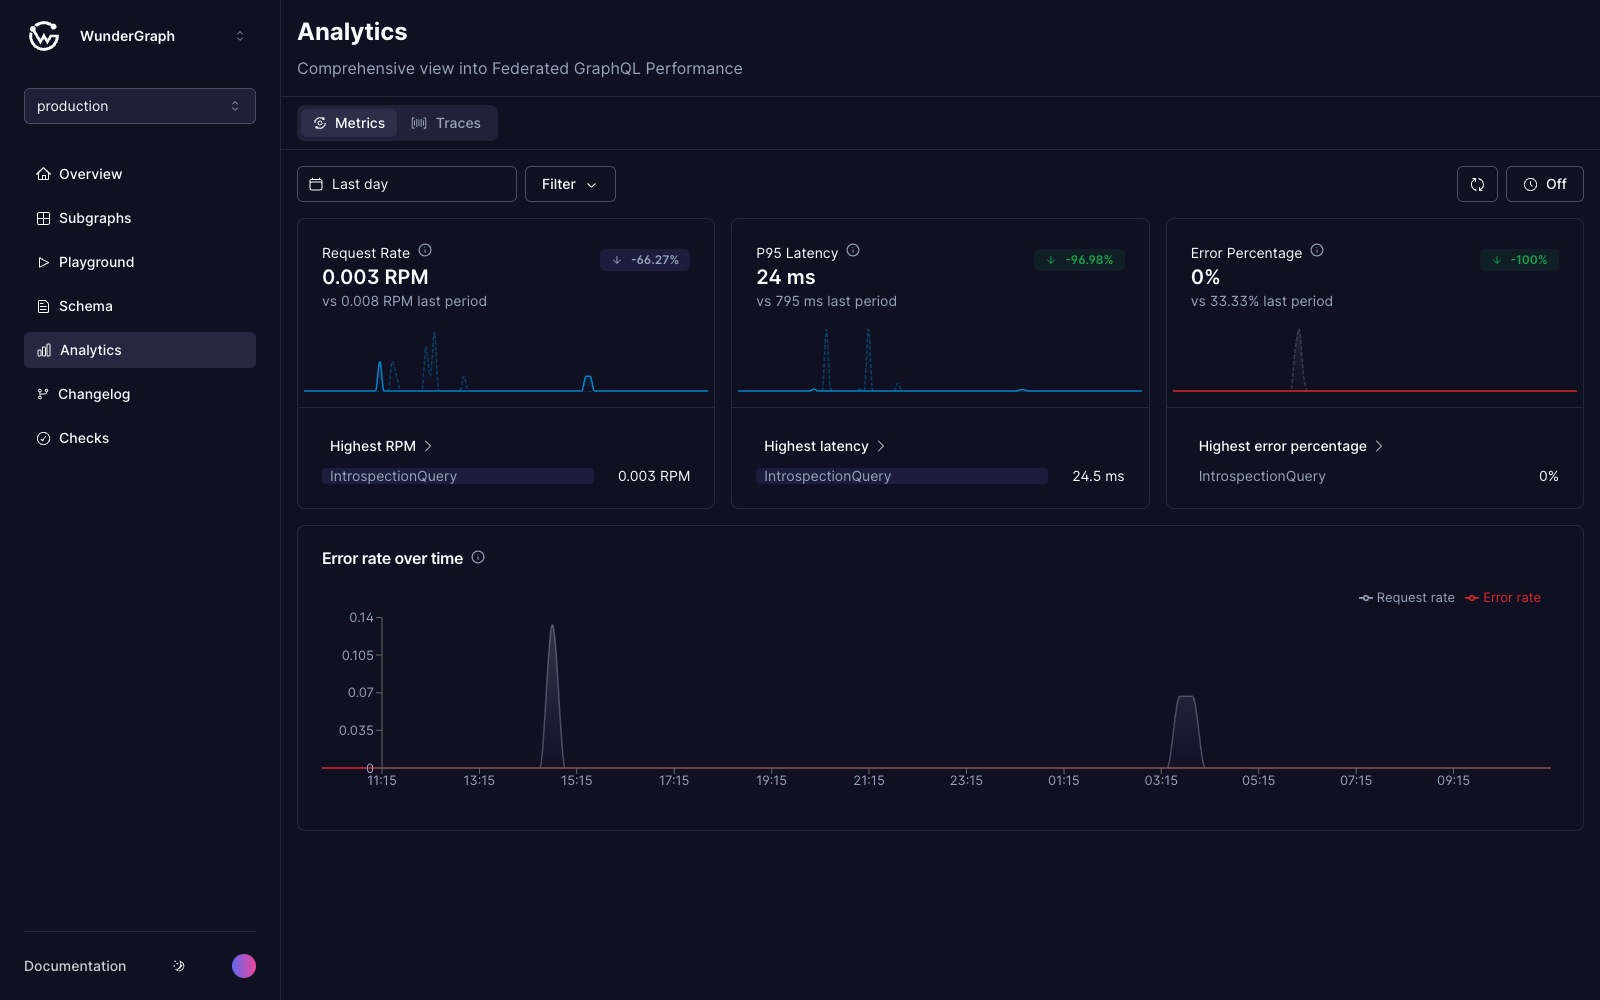 WunderGraph
production
Overview
Subgraphs
Playground
Schema
Analytics
Changelog
Checks
Documentation
Analytics
Comprehensive view into Federated GraphQL Performance
Metrics
Traces
Last day
Filter
Off
Request Rate
-66.27%
0.003 RPM
vs 0.008 RPM last period
Highest RPM
IntrospectionQuery 0.003 RPM
P95 Latency
-96.98%
24 ms
vs 795 ms last period
Highest latency
IntrospectionQuery 24.5 ms
Error Percentage
-100%
0%
vs 33.33% last period
Highest error percentage
IntrospectionQuery 0%
Error rate over time
Request rate Error rate
0.14
0.105
0.07
0.035
0
11:15 13:15 15:15 17:15 19:15 21:15 23:15 01:15 03:15 05:15 07:15 09:15